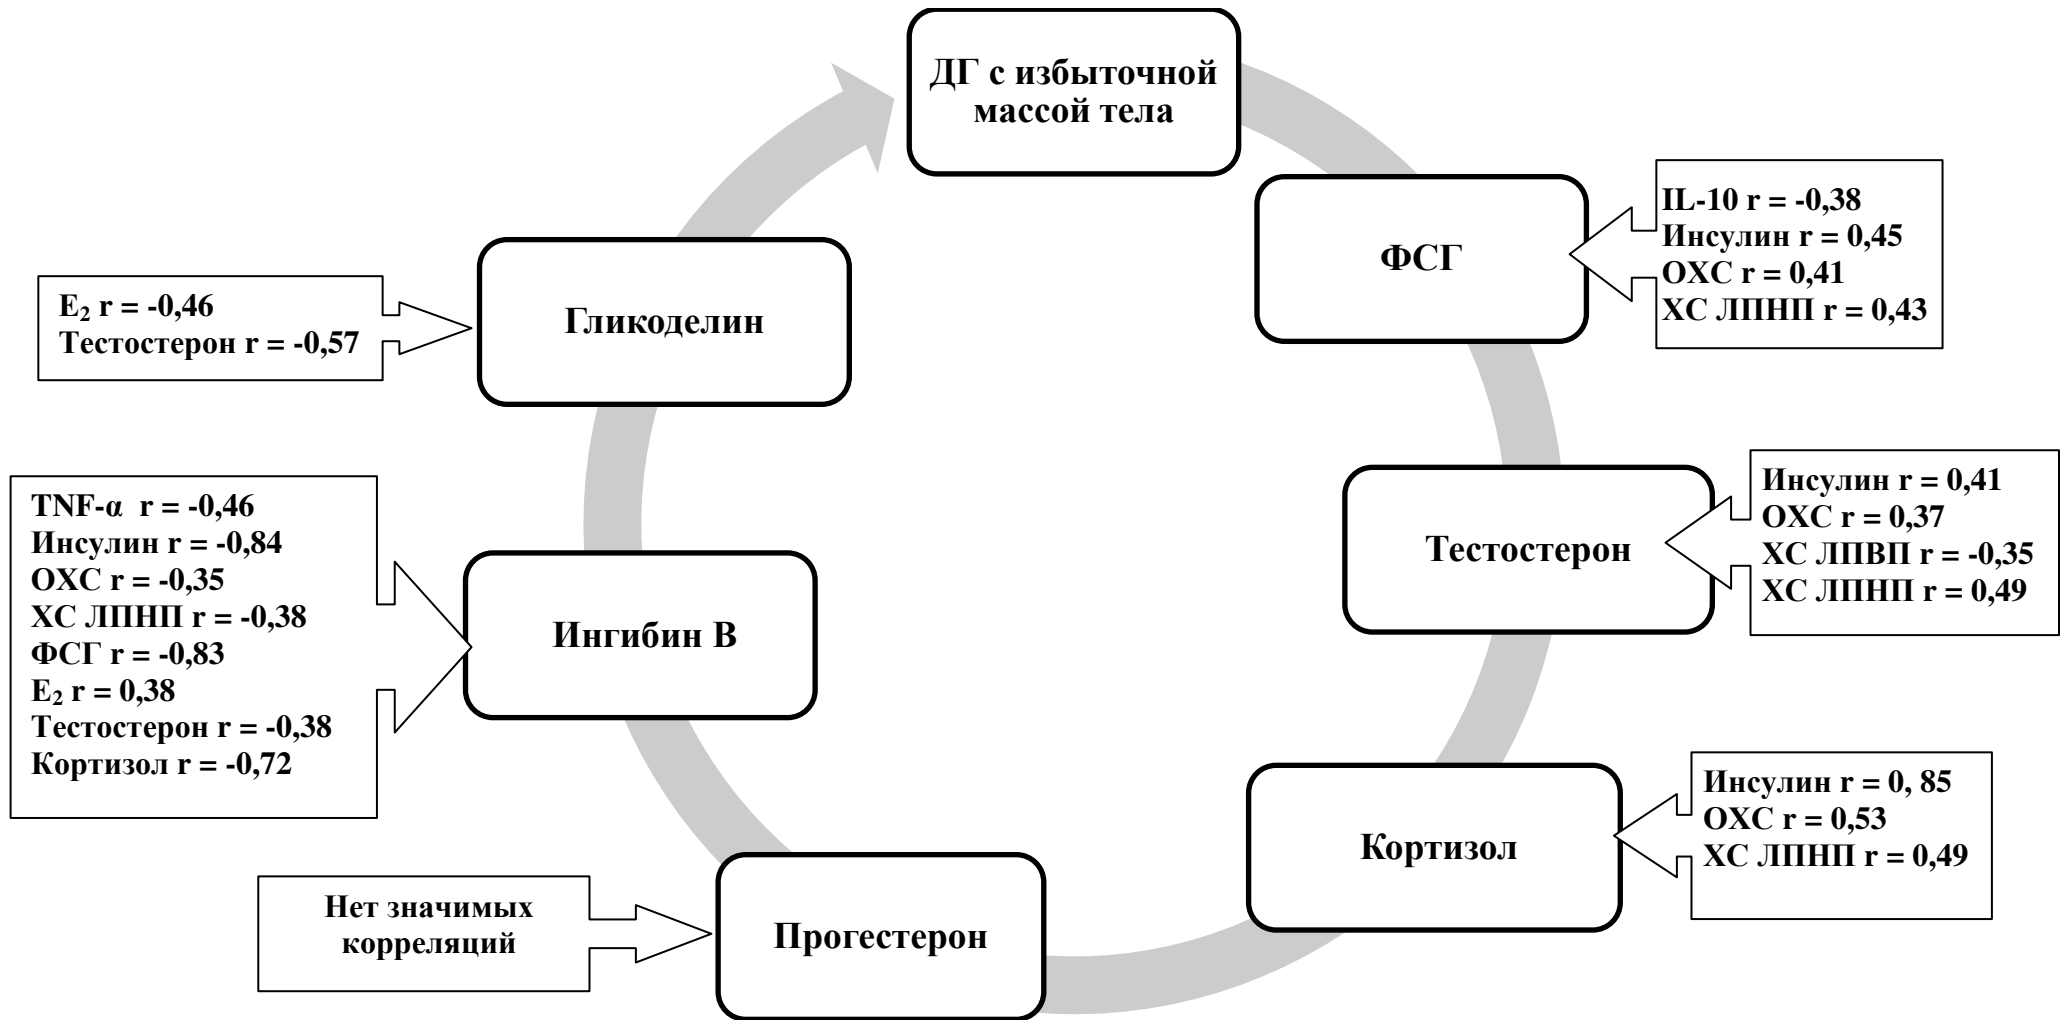 ДГ с избыточной
массой тела
ФСГ
IL-10 r = -0,38
Инсулин r = 0,45
ОХС r = 0,41
ХС ЛПНП r = 0,43
Тестостерон
Инсулин r = 0,41
ОХС r = 0,37
ХС ЛПВП r = -0,35
ХС ЛПНП r = 0,49
Кортизол
Инсулин r = 0, 85
ОХС r = 0,53
ХС ЛПНП r = 0,49
Прогестерон
Нет значимых
корреляций
Ингибин В
TNF-α  r = -0,46
Инсулин r = -0,84
ОХС r = -0,35
ХС ЛПНП r = -0,38
ФСГ r = -0,83
E₂ r = 0,38
Тестостерон r = -0,38
Кортизол r = -0,72
Гликоделин
E₂ r = -0,46
Тестостерон r = -0,57